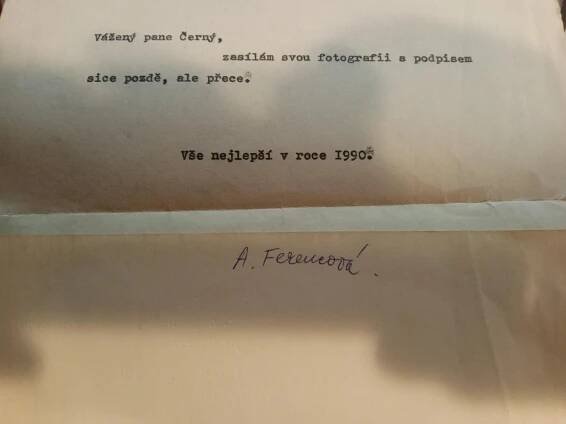 Vážený pane Černý,
zasílám svou fotografii s podpisem
sice pozdě, ale přece.
Vše nejlepší v roce 1990.
A. Ferencová.